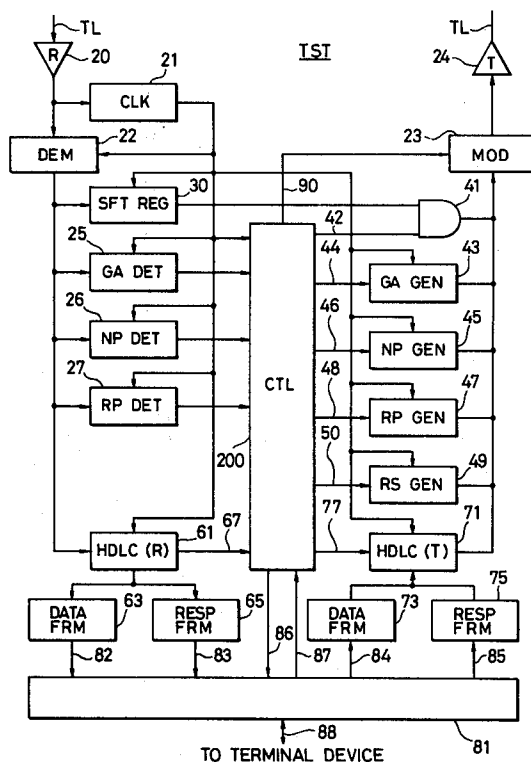 TL
R
20
TST
TL
24
T
21
CLK
22
DEM
23
MOD
30
SFT REG
90
41
42
25
GA DET
44
43
GA GEN
26
NP DET
46
45
NP GEN
27
RP DET
CTL
48
47
RP GEN
200
50
49
RS GEN
61
HDLC (R)
67
77
71
HDLC (T)
DATA FRM
63
RESP FRM
65
DATA FRM
73
75
RESP FRM
82
83
86
87
84
85
81
88
TO TERMINAL DEVICE